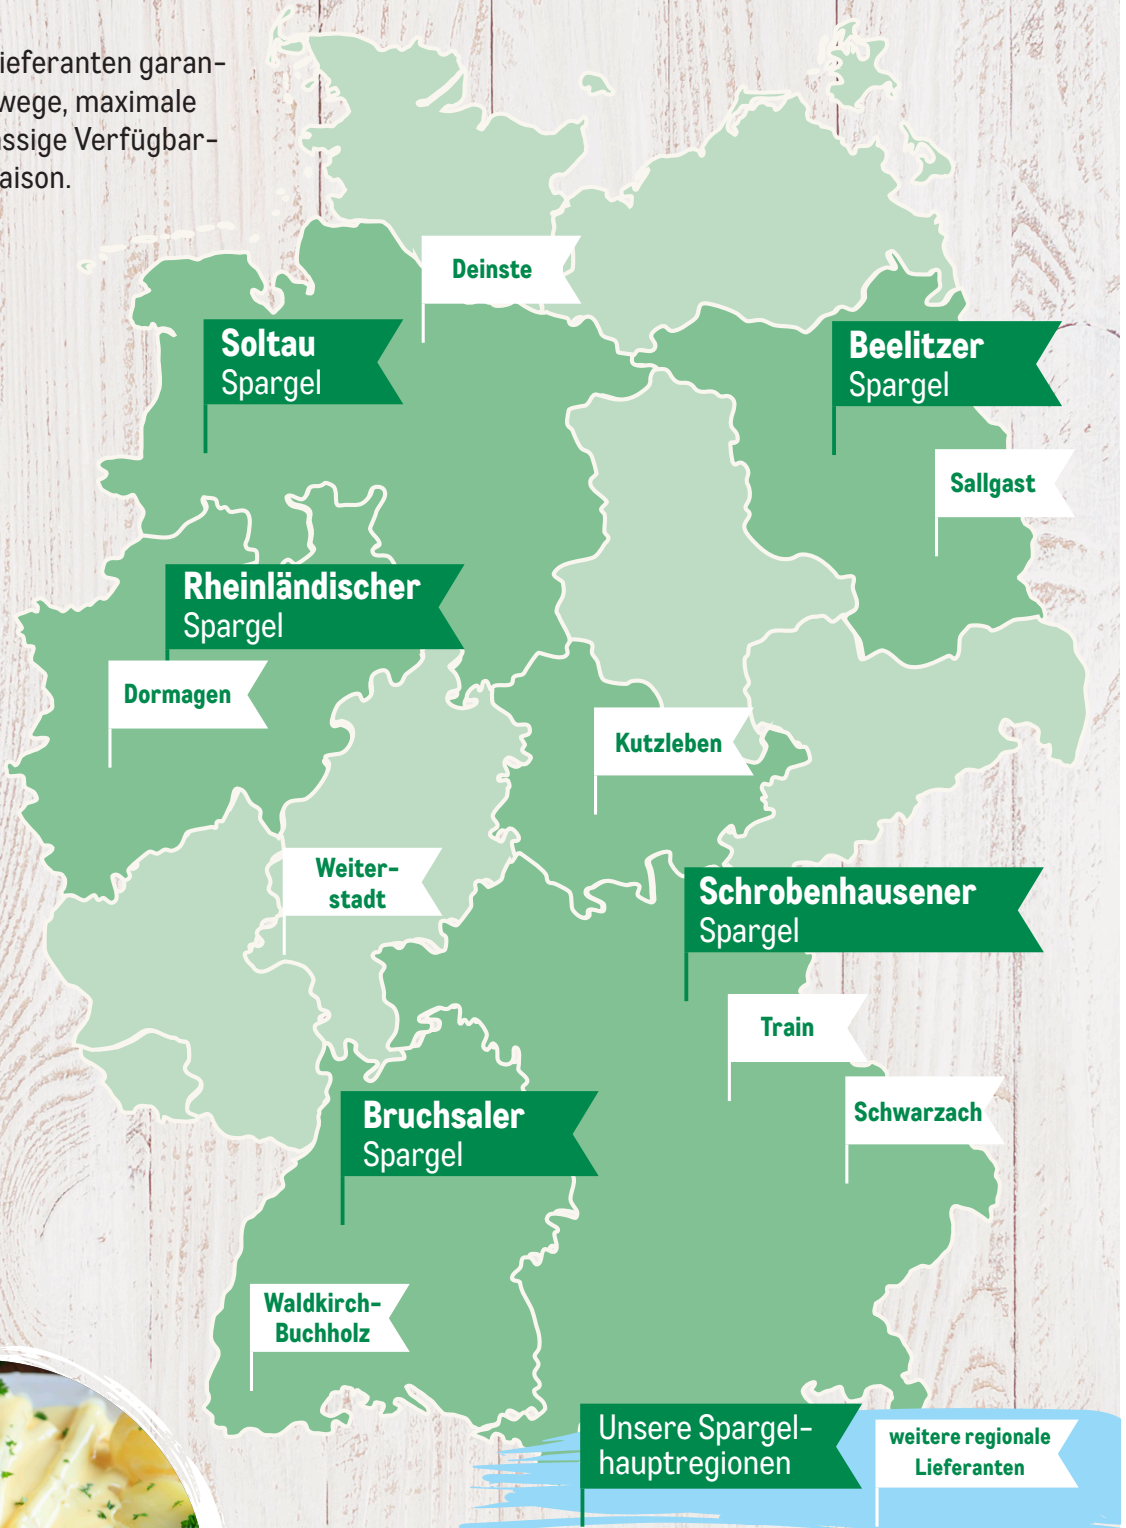 ieferanten garan-
wege, maximale
ssige Verfügbar-
aison.
Deinste
Soltau
Spargel
Beelitzer
Spargel
Sallgast
Rheinländischer
Spargel
Dormagen
Kutzleben
Weiter-
stadt
Schrobenhausener
Spargel
Train
Schwarzach
Bruchsaler
Spargel
Waldkirch-
Buchholz
Unsere Spargel-
hauptregionen
weitere regionale
Lieferanten